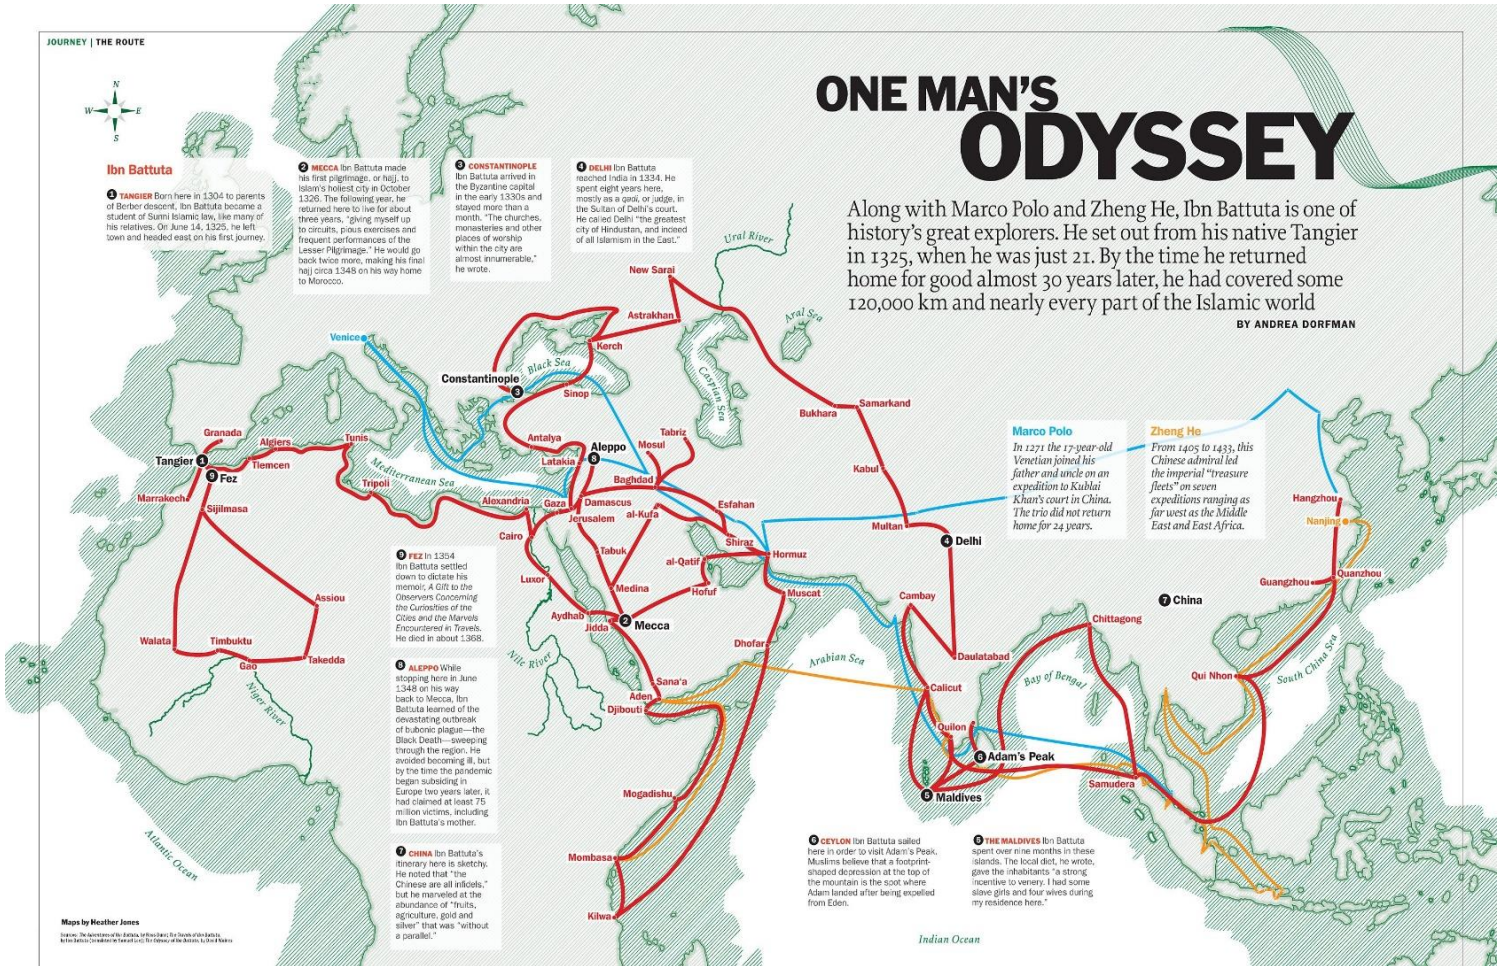 JOURNEY | THE ROUTE
ONE MAN'S
ODYSSEY
Along with Marco Polo and Zheng He, Ibn Battuta is one of
history's great explorers. He set out from his native Tangier
in 1325, when he was just 21. By the time he returned
home for good almost 30 years later, he had covered some
120,000 km and nearly every part of the Islamic world
BY ANDREA DORFMAN
N
W
E
S
Ibn Battuta
1 TANGIER Born here in 1304 to parents
of Berber descent, Ibn Battuta became a
student of Sunni Islamic law, like many of
his relatives. On June 14, 1325, he left
town and headed east on his first journey.
2 MECCA Ibn Battuta made
his first pilgrimage, or hajj, to
Islam's holiest city in October
1326. The following year, he
returned here to live for about
three years, "giving myself up
to circuits, pious exercises and
frequent performances of the
Lesser Pilgrimage." He would go
back twice more, making his final
hajj circa 1348 on his way home
to Morocco.
3 CONSTANTINOPLE
Ibn Battuta arrived in
the Byzantine capital
in the early 1330s and
stayed more than a
month. "The churches,
monasteries and other
places of worship
within the city are
almost innumerable,"
he wrote.
4 DELHI Ibn Battuta
reached India in 1334. He
spent eight years here,
mostly as a qadi, or judge, in
the Sultan of Delhi's court.
He called Delhi "the greatest
city of Hindustan, and indeed
of all Islamism in the East."
Ural River
New Sarai
Aral Sea
Astrakhan
Venice
Kerch
Black Sea
Caspian Sea
Constantinople
3
Sinop
Bukhara
Samarkand
Marco Polo
In 1271 the 17-year-old
Venetian joined his
father and uncle on an
expedition to Kublai
Khan's court in China.
The trio did not return
home for 24 years.
Zheng He
From 1405 to 1433, this
Chinese admiral led
the imperial "treasure
fleets" on seven
expeditions ranging as
far west as the Middle
East and East Africa.
Granada
Algiers
Tunis
Antalya
Aleppo
8
Tabriz
Mosul
Tangier 1
Tlemcen
Latakia
Kabul
9
Fez
Mediterranean Sea
Tripoli
Baghdad
Marrakech
Sijilmasa
Alexandria
Gaza
Damascus
Esfahan
Hangzhou
Jerusalem
al-Kufa
Nanjing
Multan
Cairo
Shiraz
4 Delhi
Tabuk
al-Qatif
Hormuz
9 FEZ In 1354
Ibn Battuta settled
down to dictate his
memoir, A Gift to the
Observers Concerning
the Curiosities of the
Cities and the Marvels
Encountered in Travels.
He died in about 1368.
Luxor
Medina
Hofuf
Muscat
Cambay
Guangzhou
Quanzhou
Assiou
Aydhab
Jidda
2 Mecca
7 China
Chittagong
Walata
Timbuktu
Gao
Takedda
Nile River
Dhofar
Arabian Sea
Daulatabad
Bay of Bengal
Qui Nhon
South China Sea
Niger River
8 ALEPPO While
stopping here in June
1348 on his way
back to Mecca, Ibn
Battuta learned of the
devastating outbreak
of bubonic plague—the
Black Death—sweeping
through the region. He
avoided becoming ill, but
by the time the pandemic
began subsiding in
Europe two years later, it
had claimed at least 75
million victims, including
Ibn Battuta's mother.
Sana'a
Aden
Djibouti
Calicut
Quilon
6 Adam's Peak
Samudera
5 Maldives
Mogadishu
Atlantic Ocean
Mombasa
Kilwa
7 CHINA Ibn Battuta's
itinerary here is sketchy.
He noted that "the
Chinese are all infidels,"
but he marveled at the
abundance of "fruits,
agriculture, gold and
silver" that was "without
a parallel."
6 CEYLON Ibn Battuta sailed
here in order to visit Adam's Peak.
Muslims believe that a footprint-
shaped depression at the top of
the mountain is the spot where
Adam landed after being expelled
from Eden.
5 THE MALDIVES Ibn Battuta
spent over nine months in these
islands. The local diet, he wrote,
gave the inhabitants "a strong
incentive to venery. I had some
slave girls and four wives during
my residence here."
Indian Ocean
Maps by Heather Jones